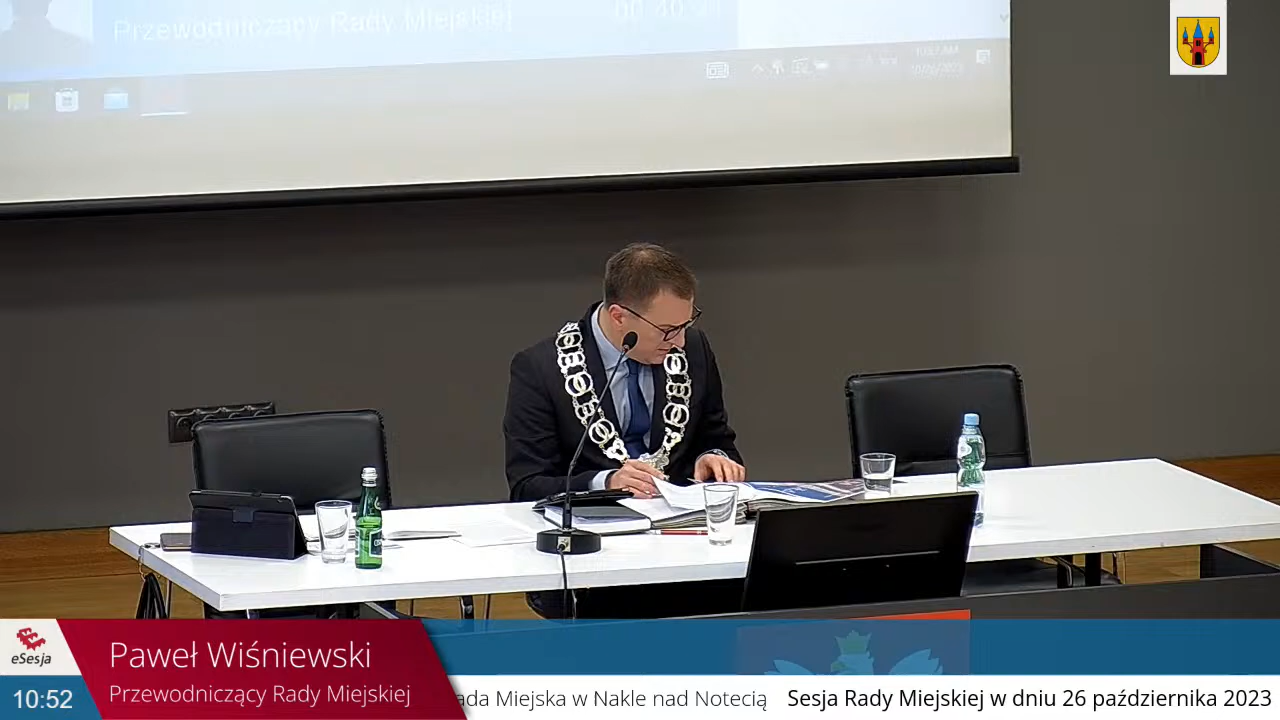 Przewodniczący Rady Miejskiej
eSesja
Paweł Wiśniewski
Przewodniczący Rady Miejskiej
10:52
ada Miejska w Nakle nad Notecią Sesja Rady Miejskiej w dniu 26 października 2023